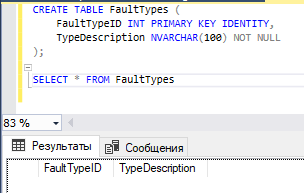 CREATE TABLE FaultTypes (
FaultTypeID INT PRIMARY KEY IDENTITY,
TypeDescription NVARCHAR(100) NOT NULL
);
SELECT * FROM FaultTypes
83 %
Результаты Сообщения
FaultTypeID TypeDescription